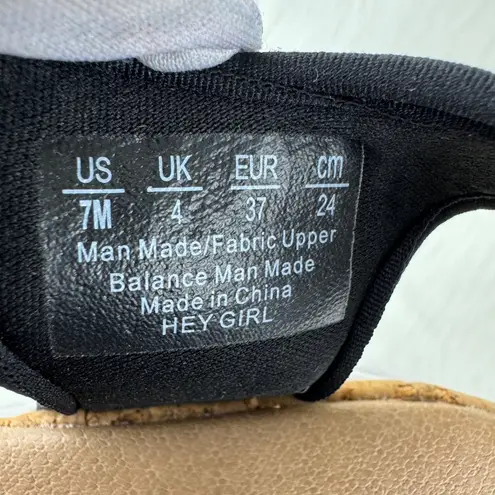 US UK EUR cm
7M 4 37 24
Man Made/Fabric Upper
Balance Man Made
Made in China
HEY GIRL